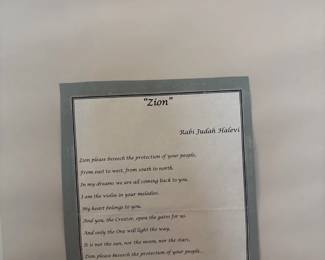 "Zion"
Rabi Judah Halevi
Zion please beseech the protection of your people,
From east to west, from south to north.
In my dreams we are all coming back to you,
I am the violin in your melodies.
My heart belongs to you.
And you, the Creator, open the gates for us
And only the One will light the way,
It is not the sun, nor the moon, nor the stars,
Zion please beseech the protection of your people..